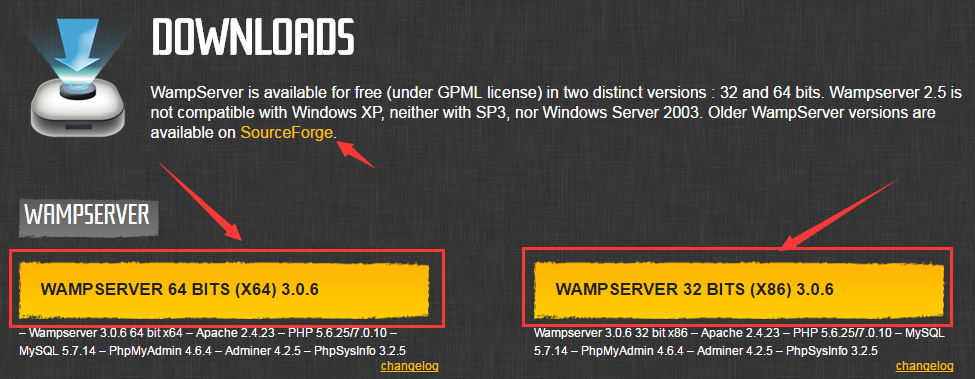 DOWNLOADS
WampServer is available for free (under GPML license) in two distinct versions : 32 and 64 bits. Wampserver 2.5 is
not compatible with Windows XP, neither with SP3, nor Windows Server 2003. Older WampServer versions are
available on SourceForge.
WAMPSERVER
WAMPSERVER 64 BITS (X64) 3.0.6
– Wampserver 3.0.6 64 bit x64 – Apache 2.4.23 – PHP 5.6.25/7.0.10 –
MySQL 5.7.14 – PhpMyAdmin 4.6.4 – Adminer 4.2.5 – PhpSysInfo 3.2.5
changelog
WAMPSERVER 32 BITS (X86) 3.0.6
Wampserver 3.0.6 32 bit x86 – Apache 2.4.23 – PHP 5.6.25/7.0.10 – MySQL
5.7.14 – PhpMyAdmin 4.6.4 – Adminer 4.2.5 – PhpSysInfo 3.2.5
changelog